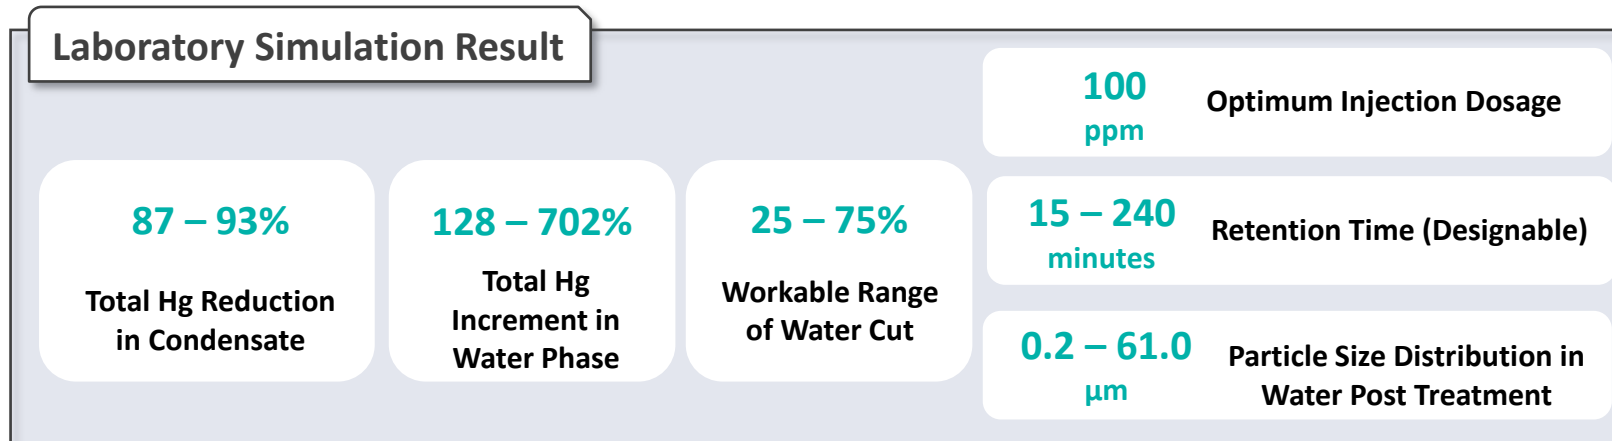 Laboratory Simulation Result
87 – 93%
Total Hg Reduction
in Condensate
128 – 702%
Total Hg
Increment in
Water Phase
25 – 75%
Workable Range
of Water Cut
100
ppm
Optimum Injection Dosage
15 – 240
minutes
Retention Time (Designable)
0.2 – 61.0
µm
Particle Size Distribution in
Water Post Treatment